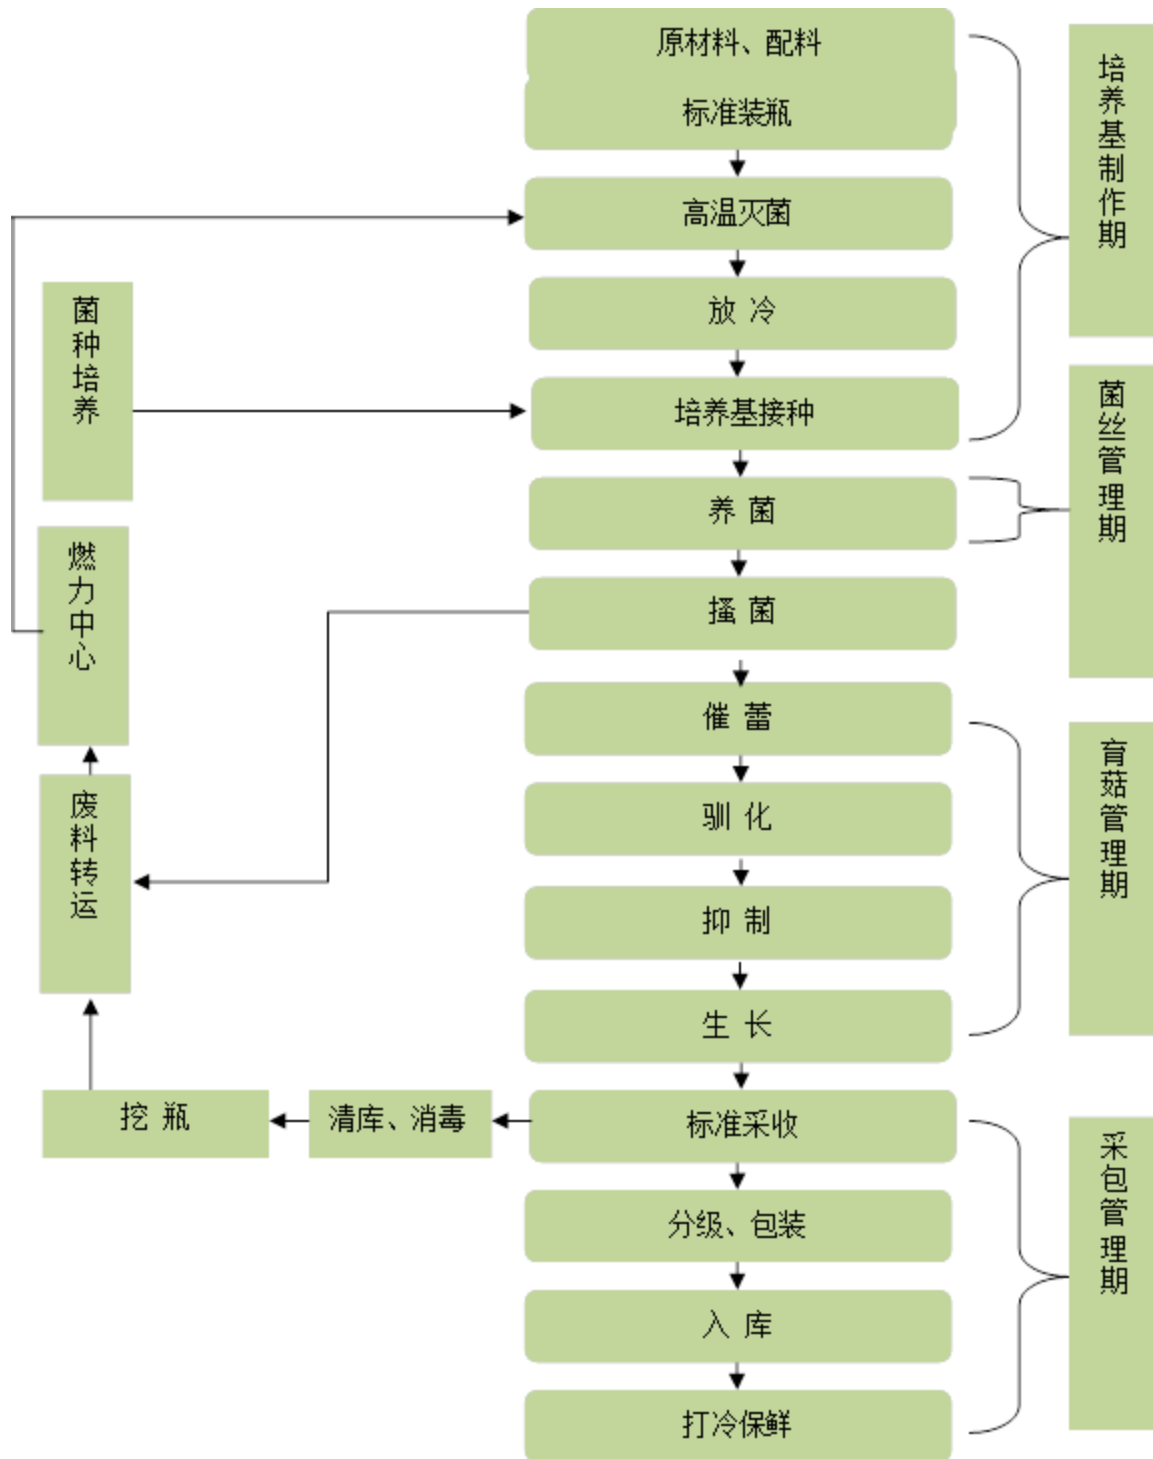 原材料、配料
标准装瓶
高温灭菌
放 冷
培养基接种
养 菌
搔 菌
催 蕾
驯 化
抑 制
生 长
标准采收
分级、包装
入 库
打冷保鲜
菌种培养
燃力中心
废料转运
挖 瓶
清库、消毒
培养基制作期
菌丝管理期
育菇管理期
采包管理期